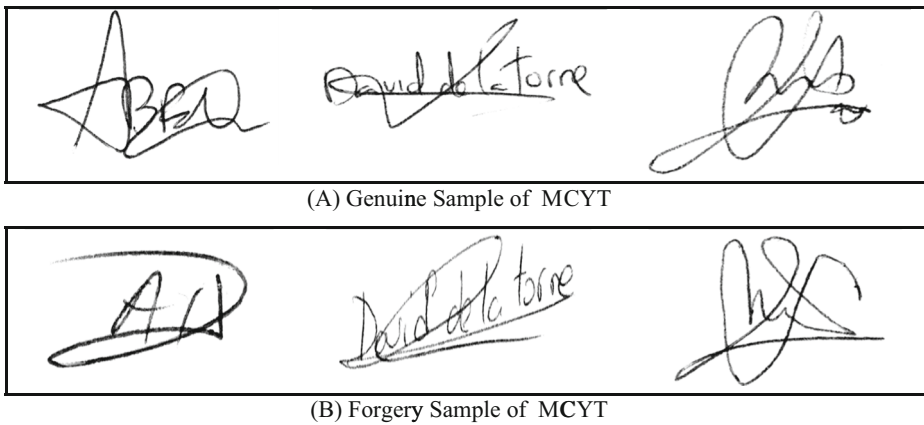 David de la torre
(A) Genuine Sample of MCYT
David de la torre
(B) Forgery Sample of MCYT